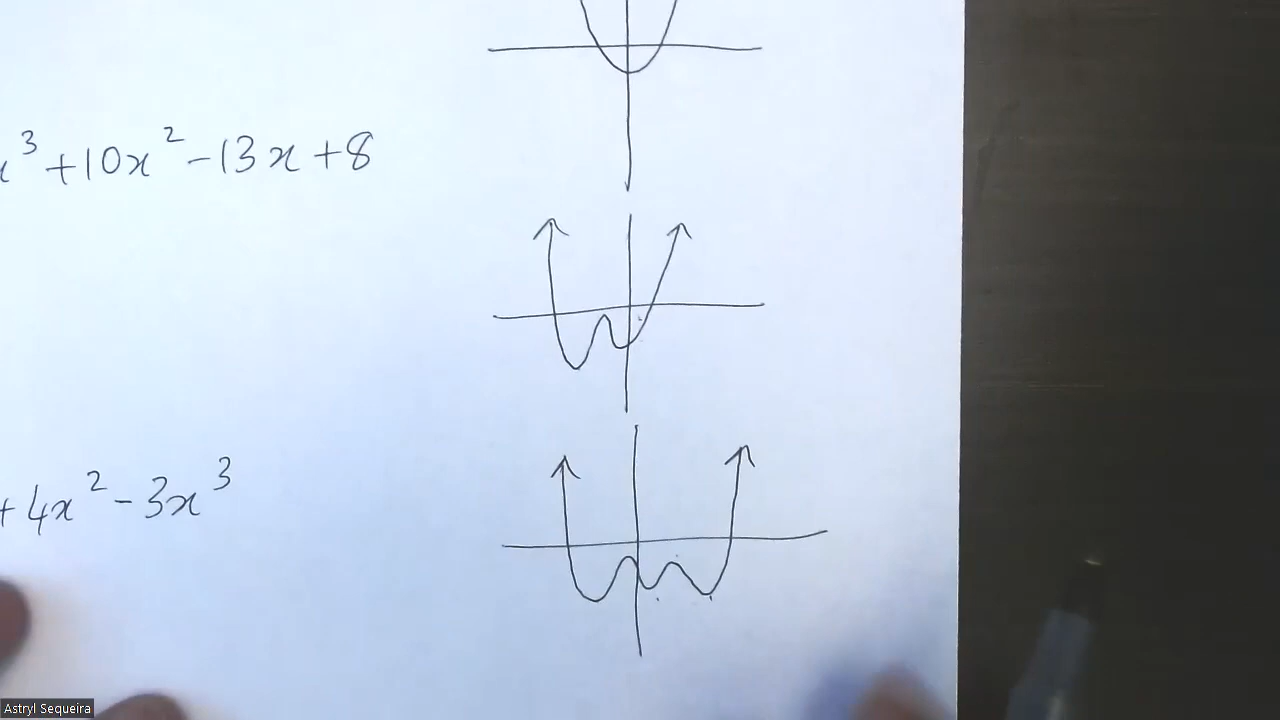 x³ +10x² -13x +8
+ 4x² - 3x³
Astryl Sequeira